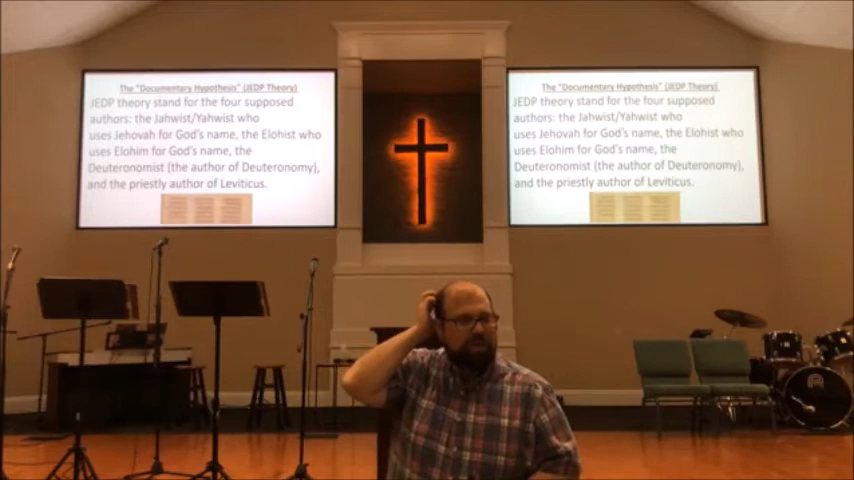 The "Documentary Hypothesis" (JEDP Theory)
JEDP theory stand for the four supposed
authors: the Jahwist/Yahwist who
uses Jehovah for God's name, the Elohist who
uses Elohim for God's name, the
Deuteronomist (the author of Deuteronomy),
and the priestly author of Leviticus.
The "Documentary Hypothesis" (JEDP Theory)
JEDP theory stand for the four supposed
authors: the Jahwist/Yahwist who
uses Jehovah for God's name, the Elohist who
uses Elohim for God's name, the
Deuteronomist (the author of Deuteronomy),
and the priestly author of Leviticus.